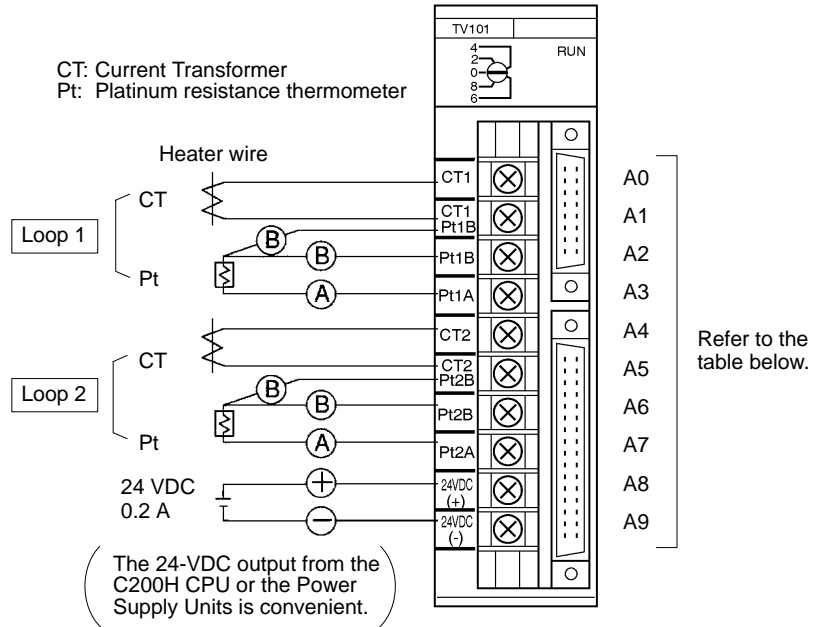 TV101
RUN
4
2
0
8
6
CT: Current Transformer
Pt: Platinum resistance thermometer
Heater wire
CT
Loop 1
Pt
B
B
A
CT1
CT1
Pt1B
Pt1B
Pt1A
A0
A1
A2
A3
CT
Loop 2
Pt
B
B
A
CT2
CT2
Pt2B
Pt2B
Pt2A
A4
A5
A6
A7
Refer to the
table below.
24 VDC
0.2 A
+
−
24VDC
(+)
24VDC
(-)
A8
A9
The 24-VDC output from the
C200H CPU or the Power
Supply Units is convenient.